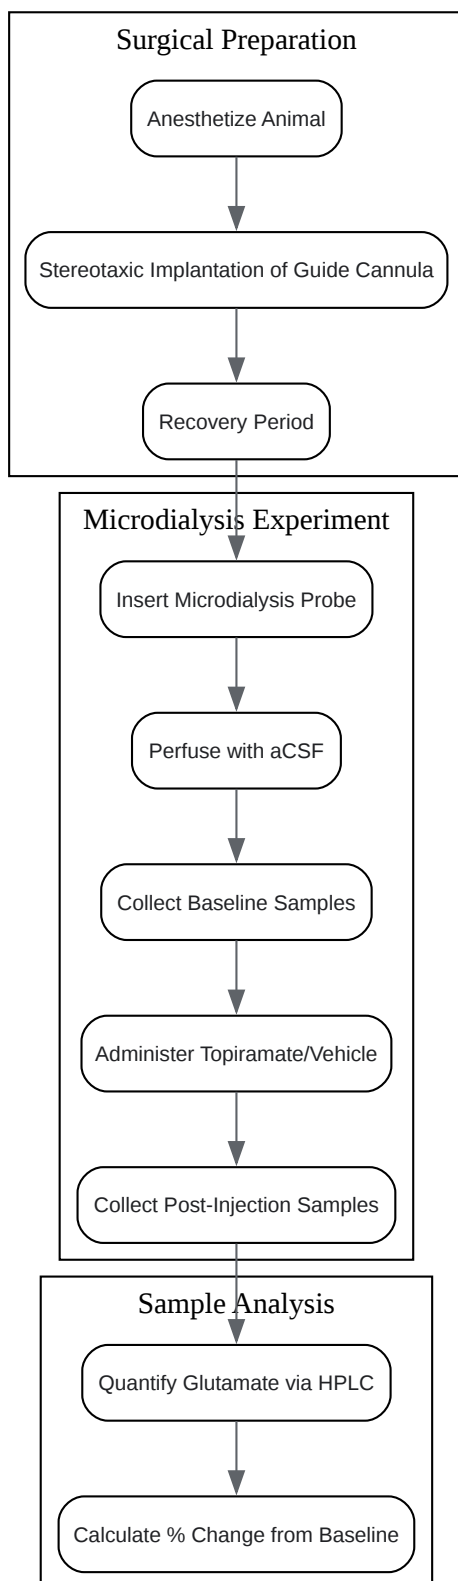 Surgical Preparation
Anesthetize Animal
Stereotaxic Implantation of Guide Cannula
Recovery Period
Microdialysis Experiment
Insert Microdialysis Probe
Perfuse with aCSF
Collect Baseline Samples
Administer Topiramate/Vehicle
Collect Post-Injection Samples
Sample Analysis
Quantify Glutamate via HPLC
Calculate % Change from Baseline